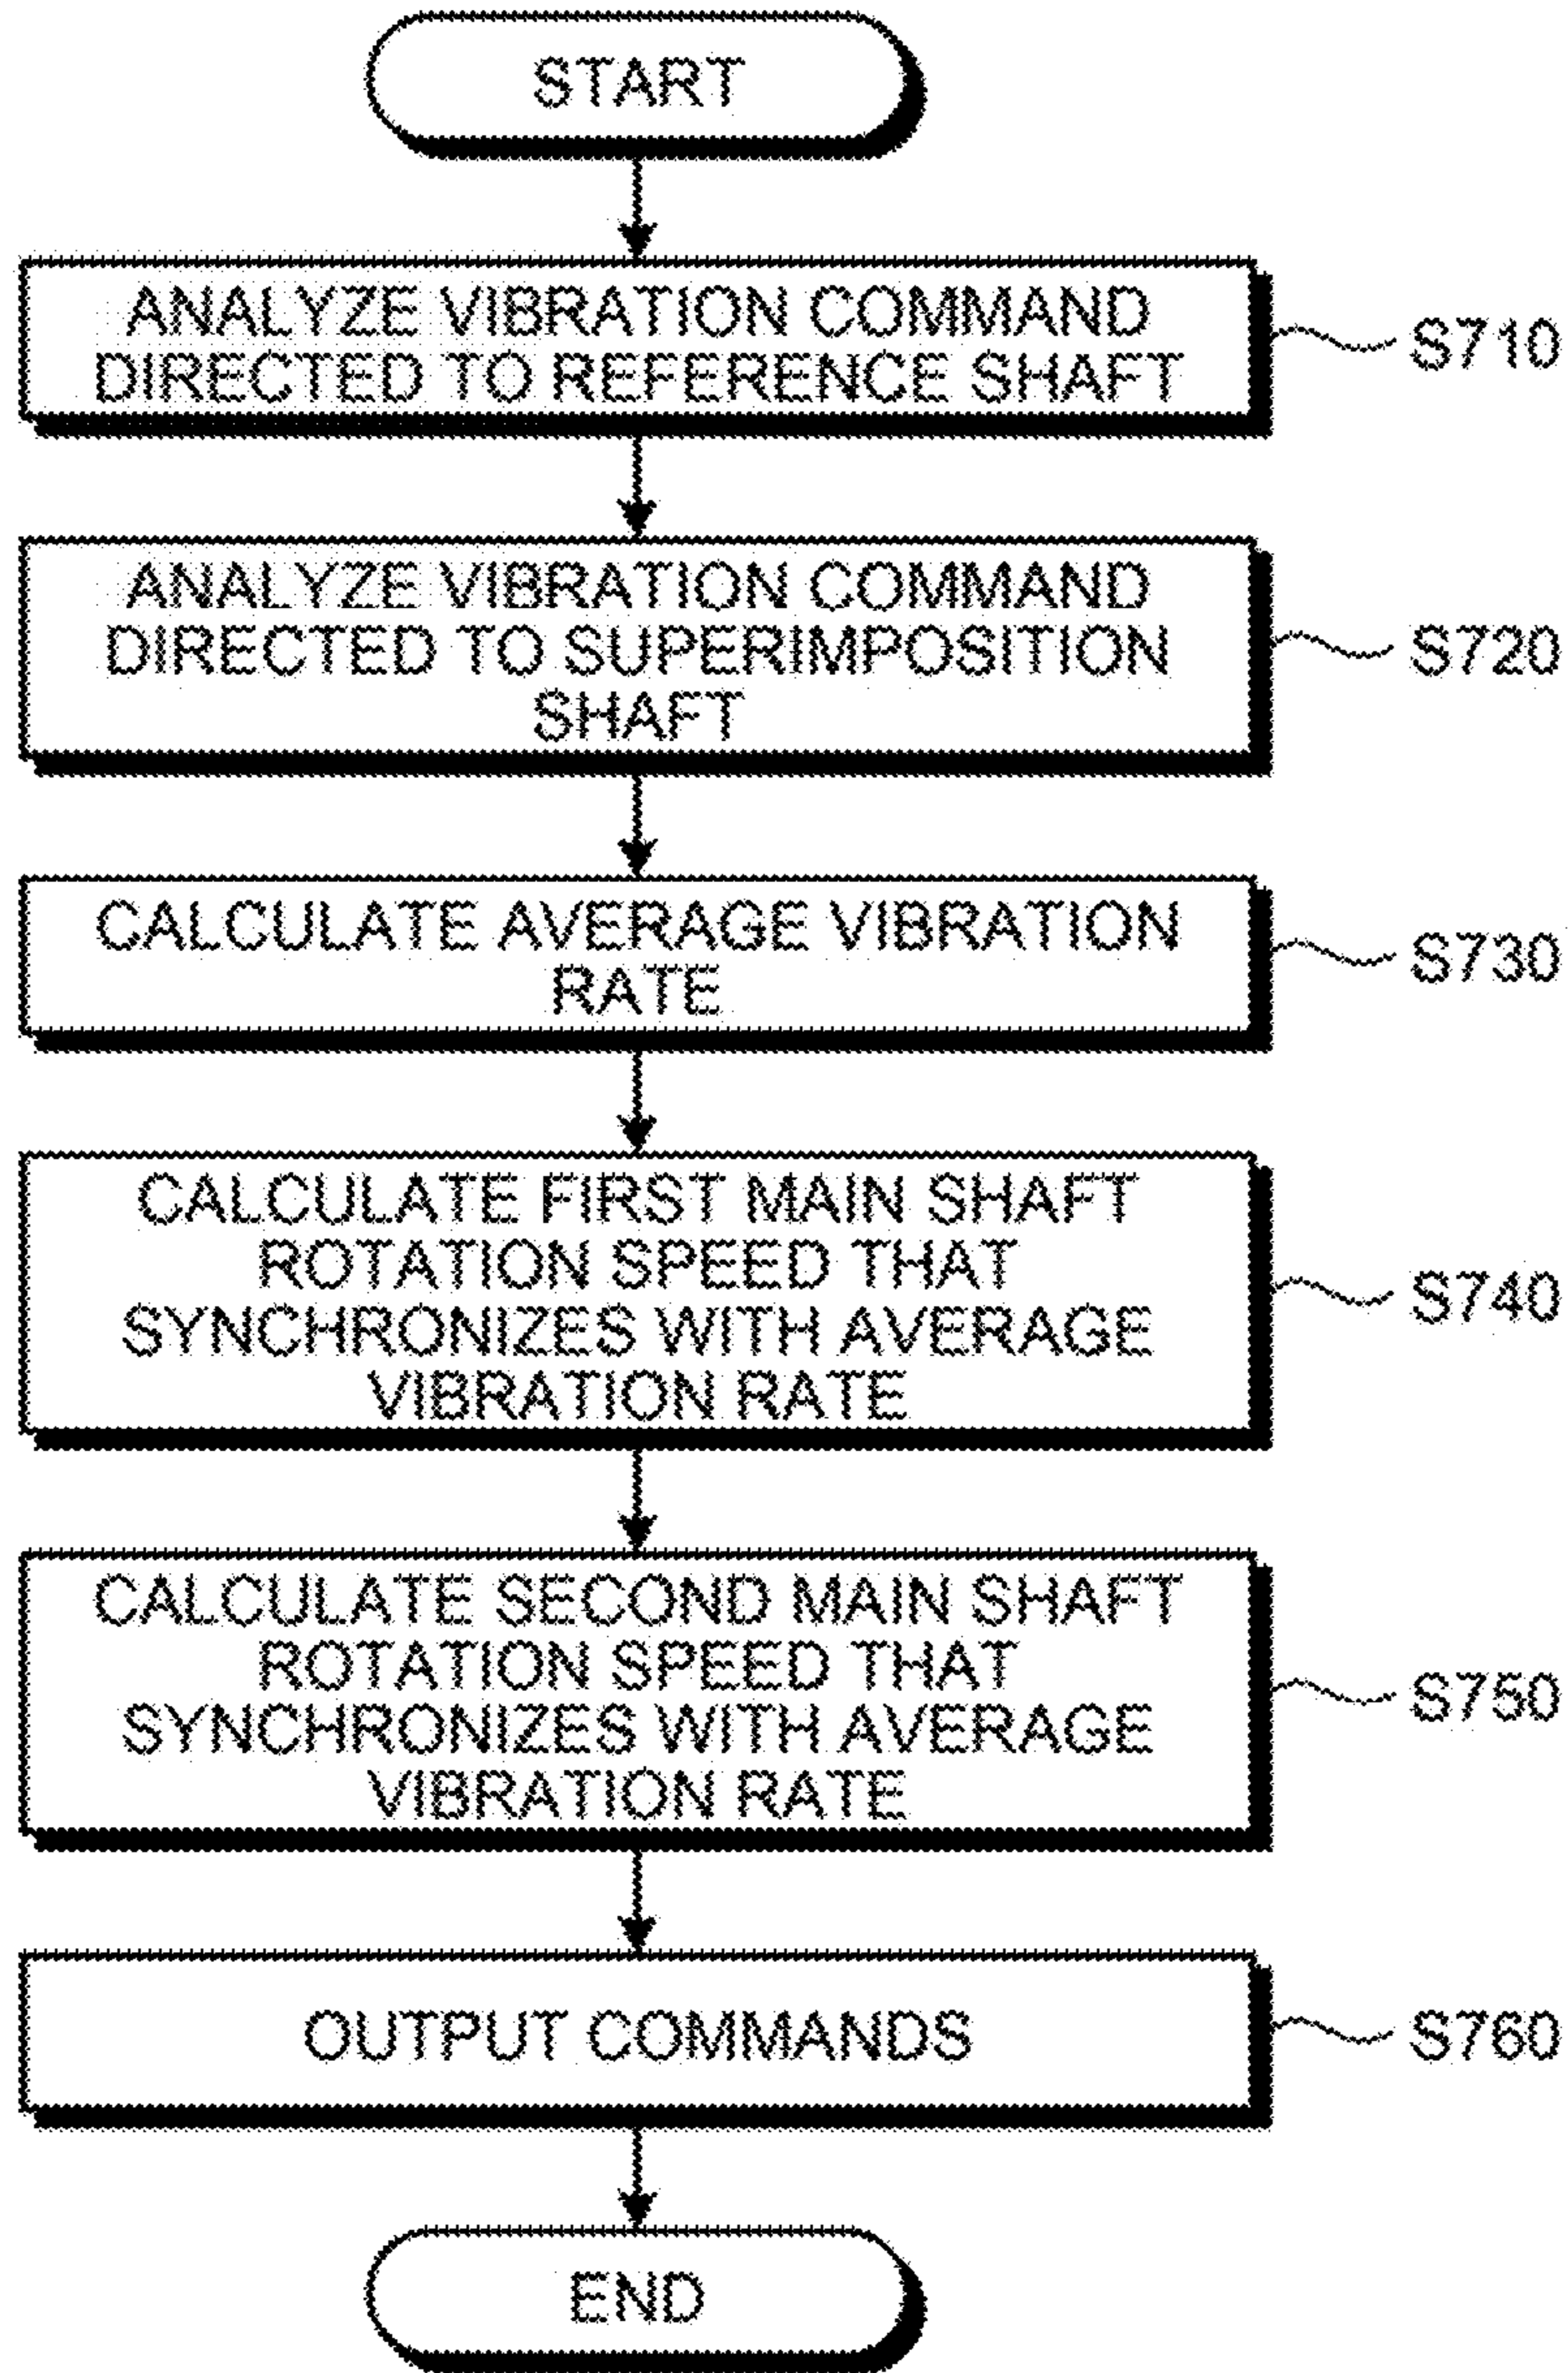 START
ANALYZE VIBRATION COMMAND
DIRECTED TO REFERENCE SHAFT
S710
ANALYZE VIBRATION COMMAND
DIRECTED TO SUPERIMPOSITION
SHAFT
S720
CALCULATE AVERAGE VIBRATION
RATE
S730
CALCULATE FIRST MAIN SHAFT
ROTATION SPEED THAT
SYNCHRONIZES WITH AVERAGE
VIBRATION RATE
S740
CALCULATE SECOND MAIN SHAFT
ROTATION SPEED THAT
SYNCHRONIZES WITH AVERAGE
VIBRATION RATE
S750
OUTPUT COMMANDS
S760
END